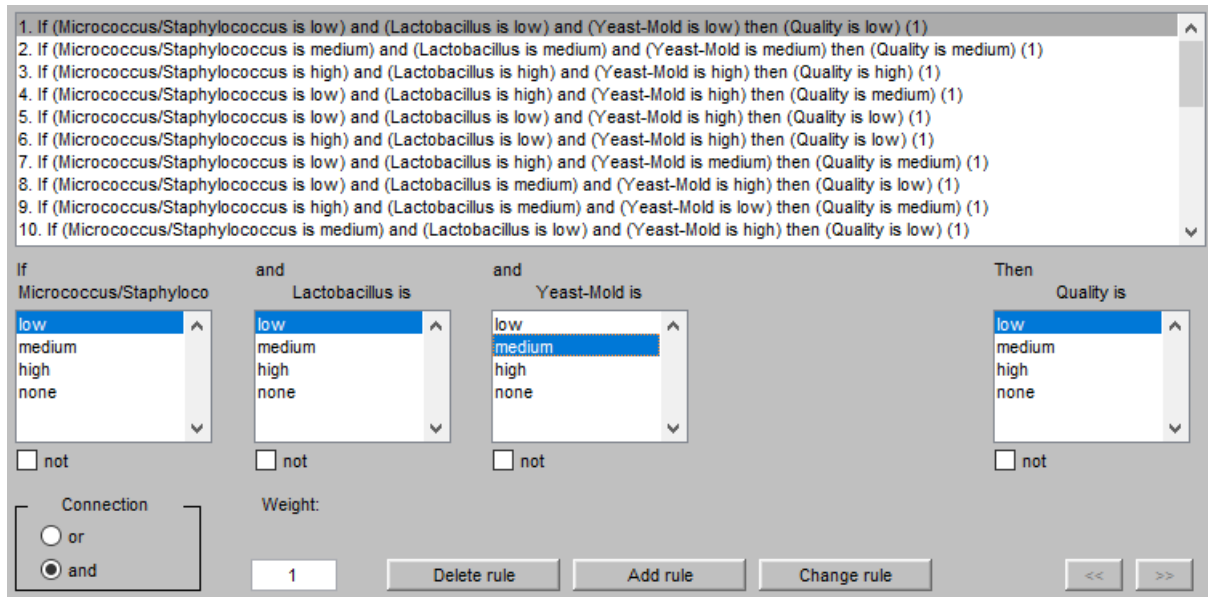 1. If (Micrococcus/Staphylococcus is low) and (Lactobacillus is low) and (Yeast-Mold is low) then (Quality is low) (1)
2. If (Micrococcus/Staphylococcus is medium) and (Lactobacillus is medium) and (Yeast-Mold is medium) then (Quality is medium) (1)
3. If (Micrococcus/Staphylococcus is high) and (Lactobacillus is high) and (Yeast-Mold is high) then (Quality is high) (1)
4. If (Micrococcus/Staphylococcus is low) and (Lactobacillus is high) and (Yeast-Mold is high) then (Quality is medium) (1)
5. If (Micrococcus/Staphylococcus is low) and (Lactobacillus is low) and (Yeast-Mold is high) then (Quality is low) (1)
6. If (Micrococcus/Staphylococcus is high) and (Lactobacillus is low) and (Yeast-Mold is high) then (Quality is low) (1)
7. If (Micrococcus/Staphylococcus is low) and (Lactobacillus is high) and (Yeast-Mold is medium) then (Quality is medium) (1)
8. If (Micrococcus/Staphylococcus is low) and (Lactobacillus is medium) and (Yeast-Mold is high) then (Quality is low) (1)
9. If (Micrococcus/Staphylococcus is high) and (Lactobacillus is medium) and (Yeast-Mold is low) then (Quality is medium) (1)
10. If (Micrococcus/Staphylococcus is medium) and (Lactobacillus is low) and (Yeast-Mold is high) then (Quality is low) (1)
If
Micrococcus/Staphyloco
low
medium
high
none
not
and
Lactobacillus is
low
medium
high
none
not
and
Yeast-Mold is
low
medium
high
none
not
Then
Quality is
low
medium
high
none
not
Connection
or
and
Weight:
1
Delete rule
Add rule
Change rule
<<
>>